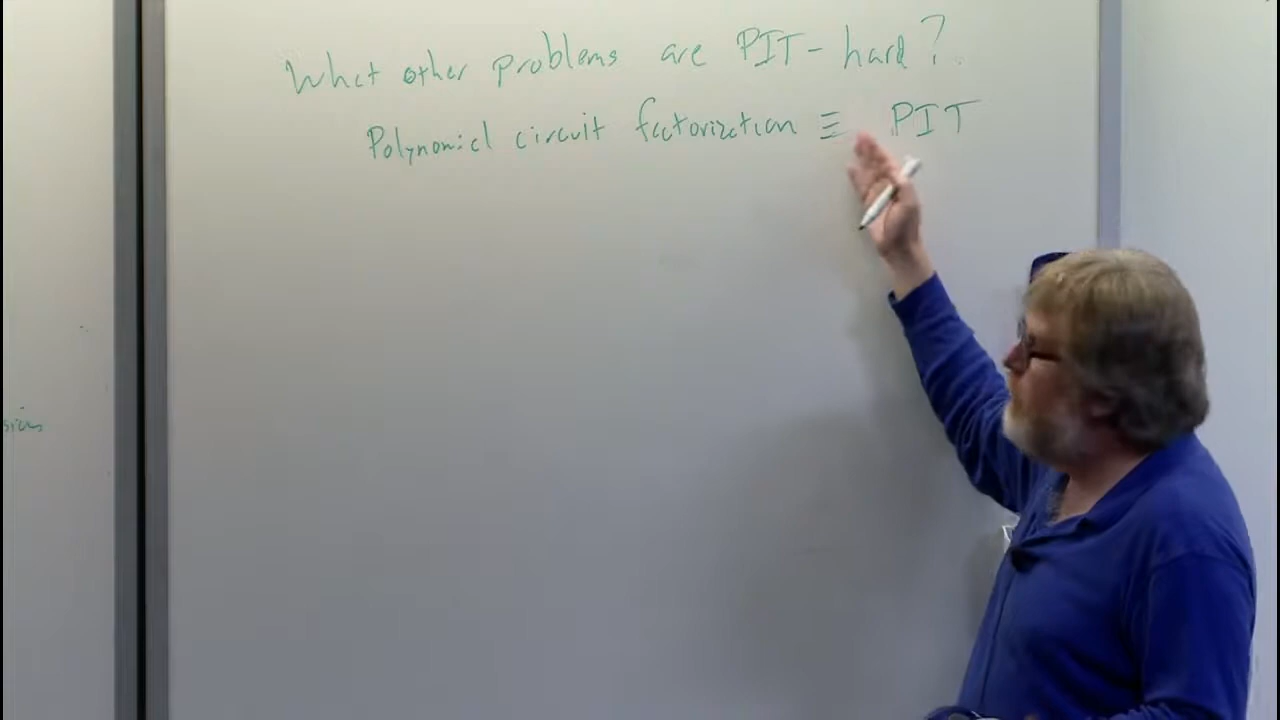 What other problems are PIT-hard?
Polynomial circuit factorization ≡ PIT